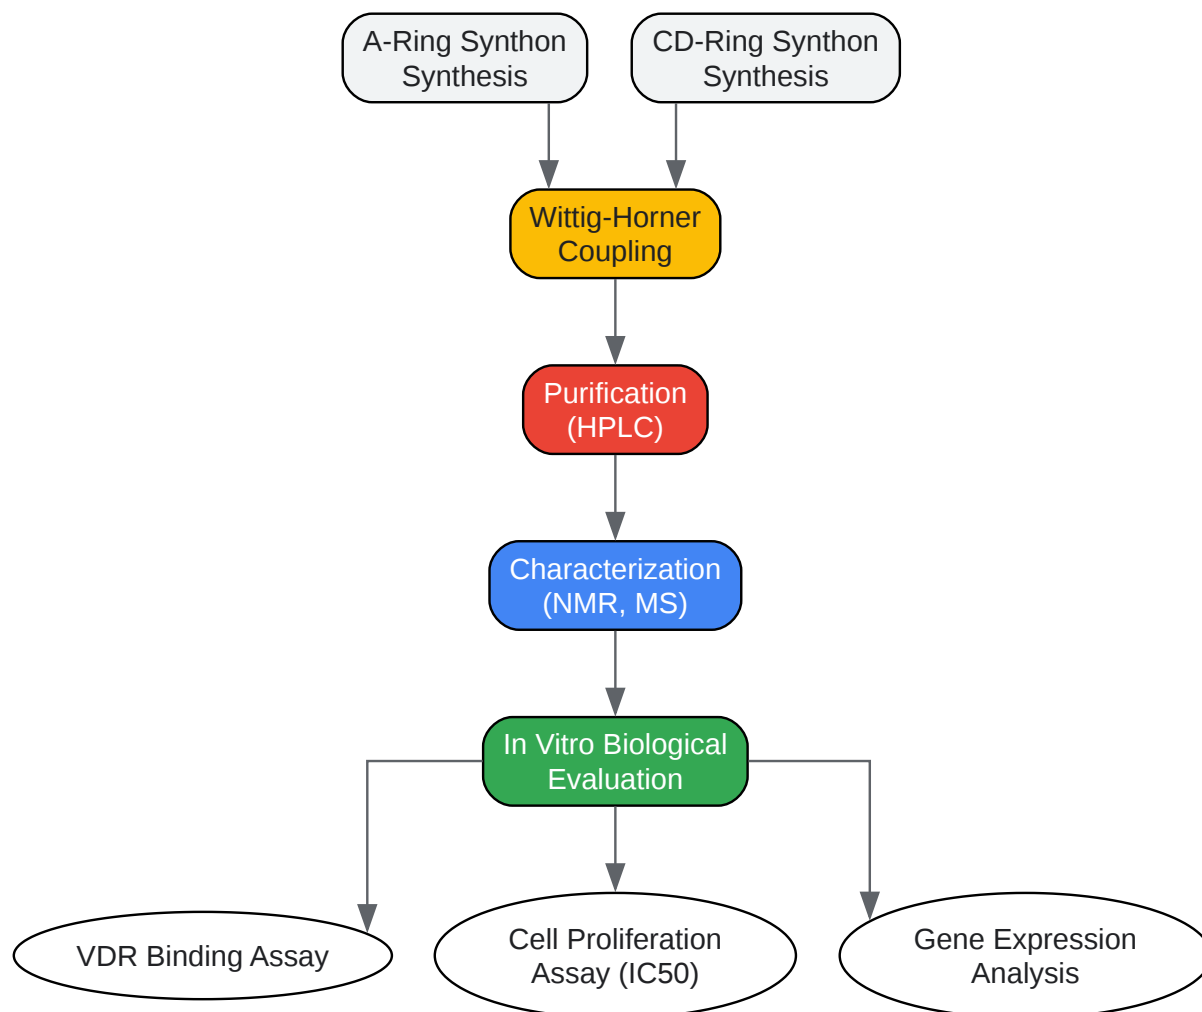 A-Ring Synthon
Synthesis
CD-Ring Synthon
Synthesis
Wittig-Horner
Coupling
Purification
(HPLC)
Characterization
(NMR, MS)
In Vitro Biological
Evaluation
VDR Binding Assay
Cell Proliferation
Assay (IC50)
Gene Expression
Analysis